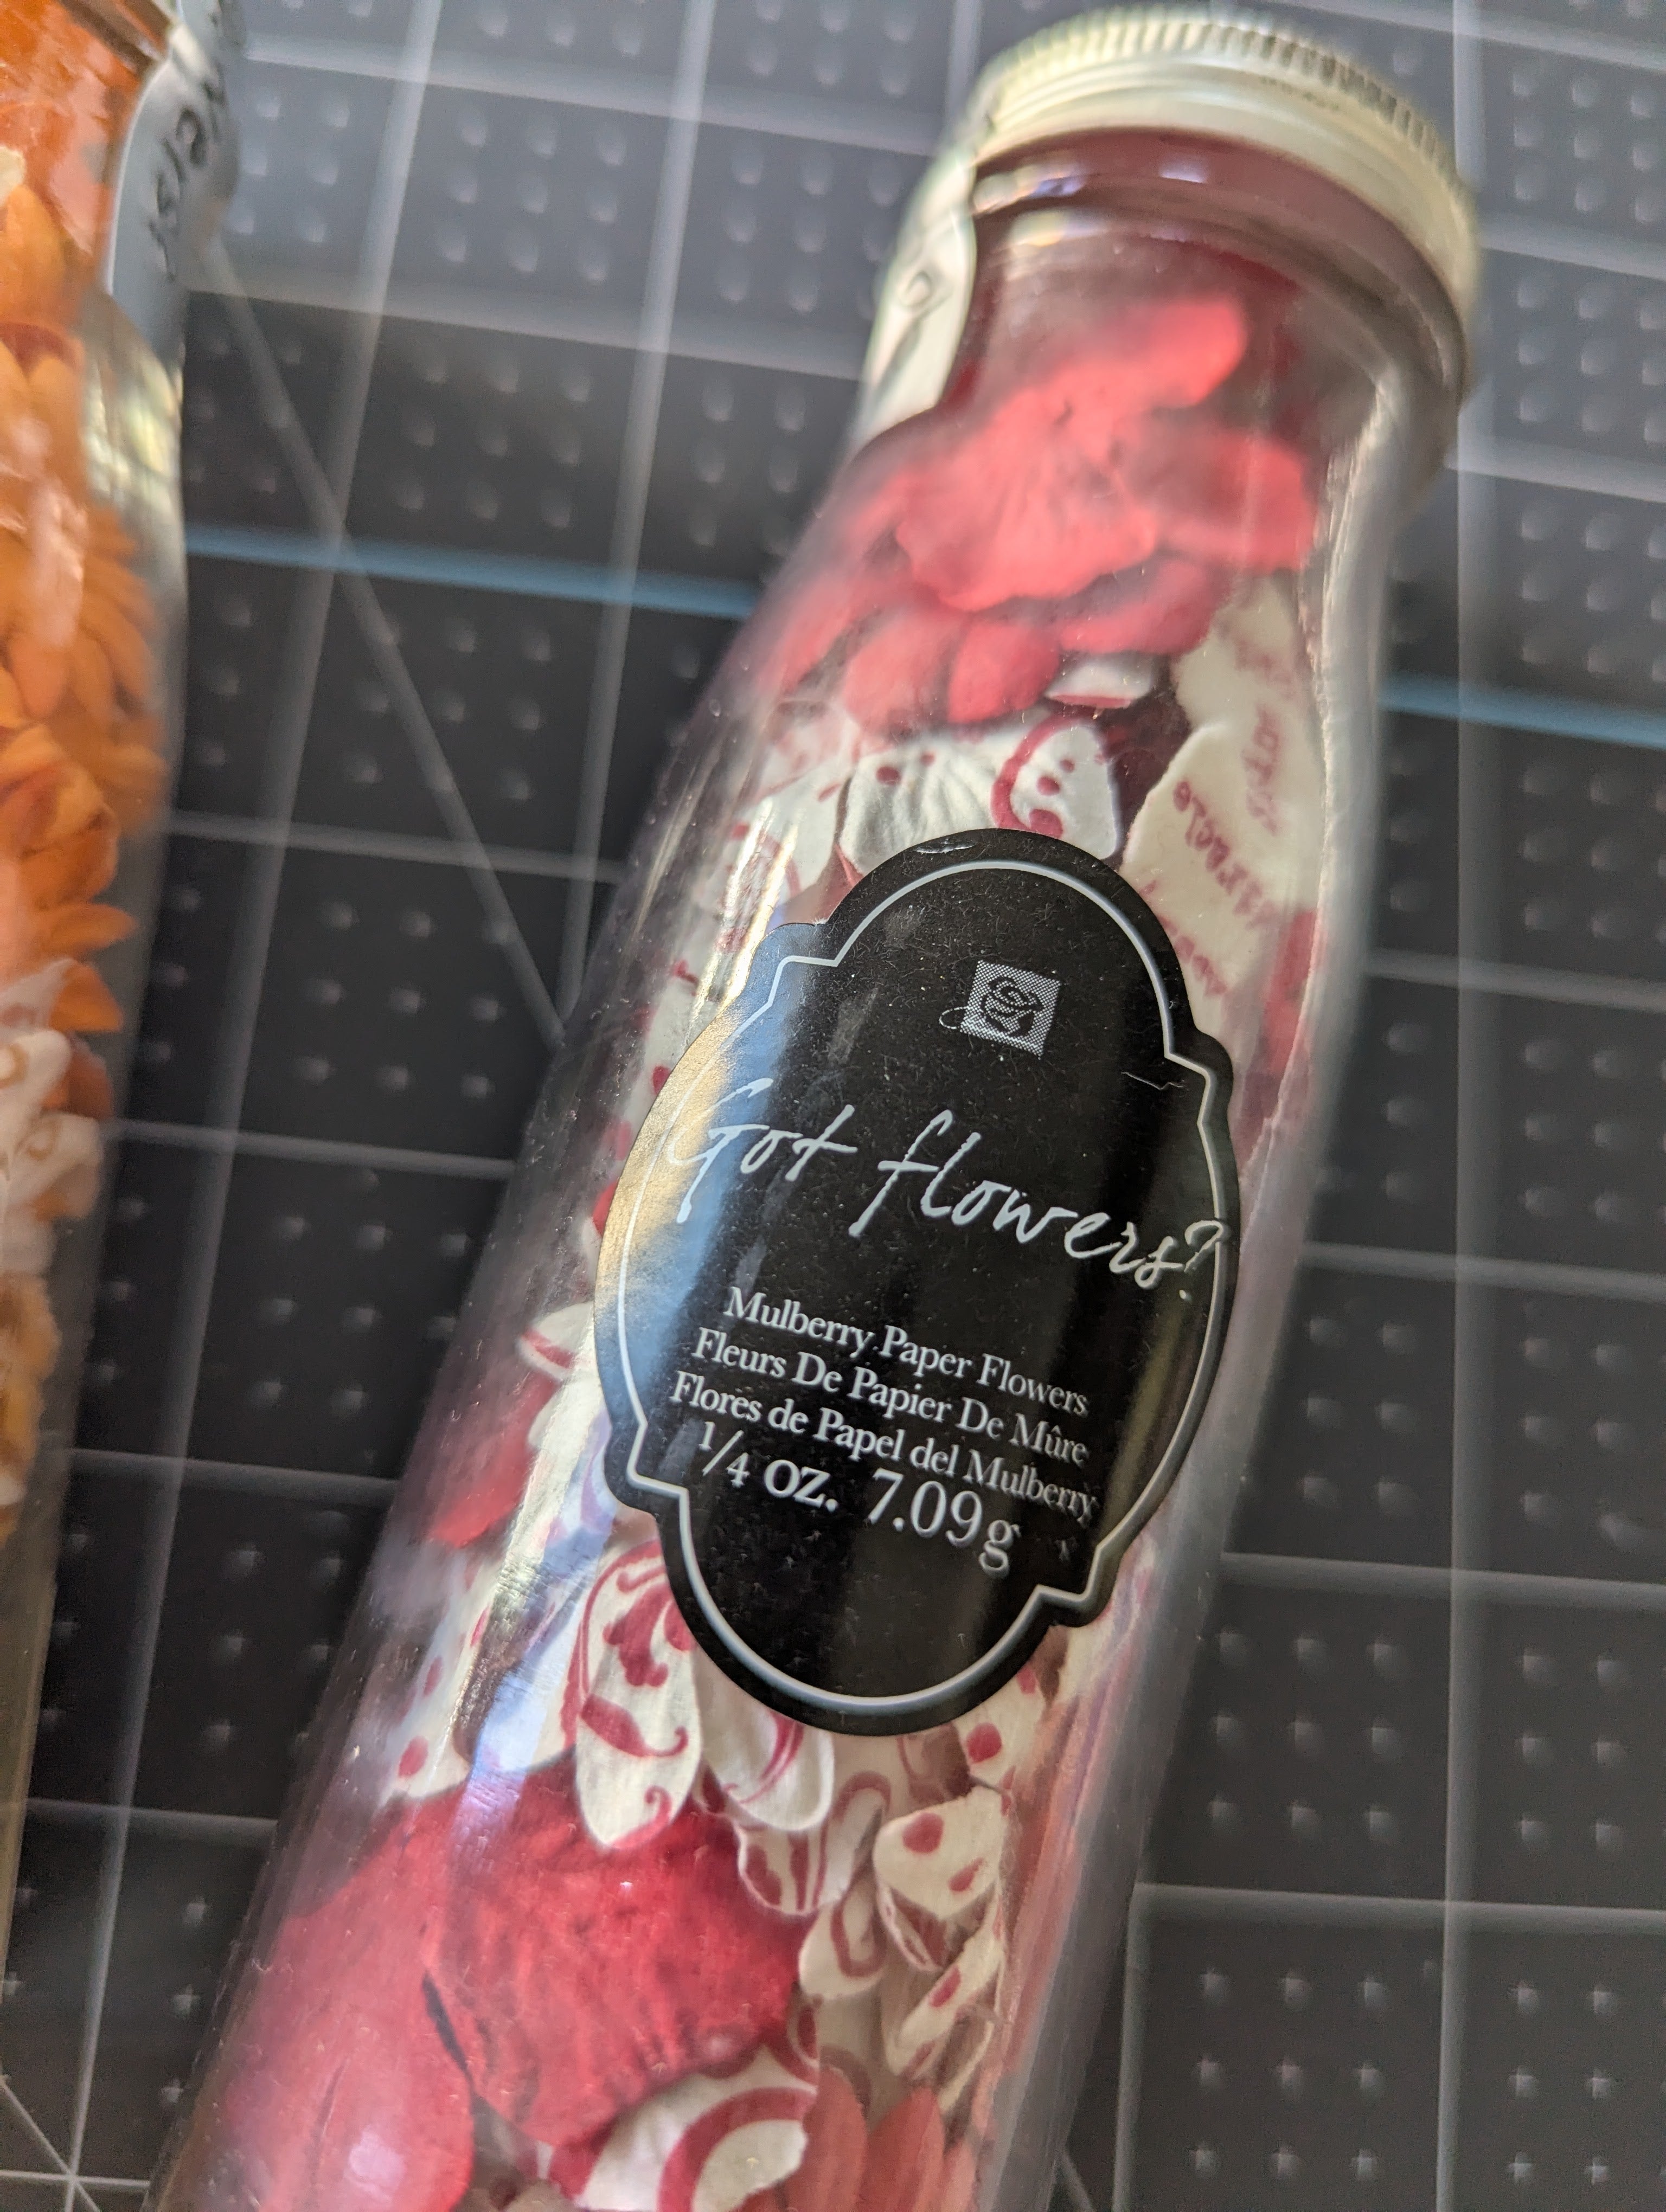 Got flowers?
Mulberry Paper Flowers
Fleurs De Papier De Mûre
Flores de Papel del Mulberry
1/4 oz. 7.09g